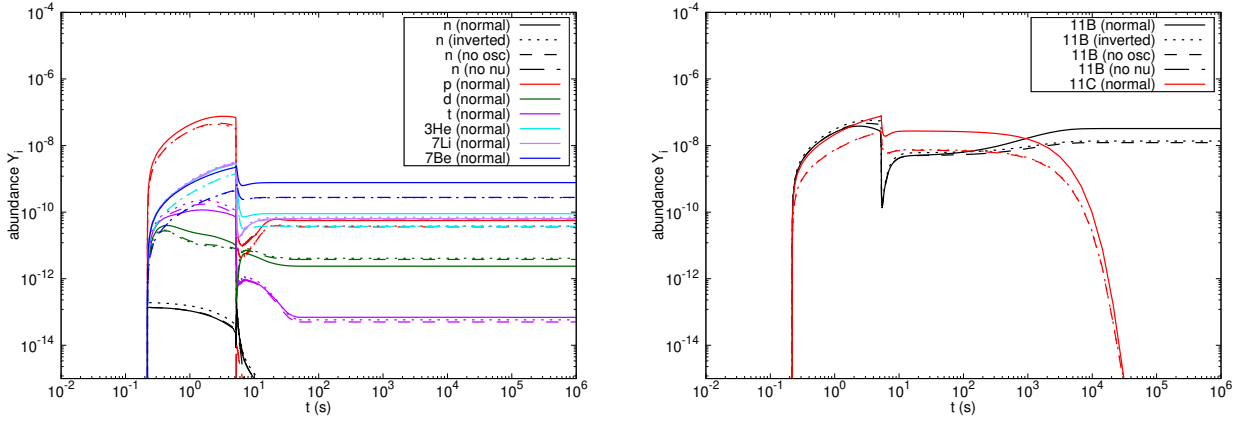 10^-4
10^-6
10^-8
10^-10
10^-12
10^-14
abundance Y_i
10^-2
10^-1
10^0
10^1
10^2
10^3
10^4
10^5
10^6
t (s)
n (normal)
n (inverted)
n (no osc)
n (no nu)
p (normal)
d (normal)
t (normal)
3He (normal)
7Li (normal)
7Be (normal)
10^-4
10^-6
10^-8
10^-10
10^-12
10^-14
abundance Y_i
10^-2
10^-1
10^0
10^1
10^2
10^3
10^4
10^5
10^6
t (s)
11B (normal)
11B (inverted)
11B (no osc)
11B (no nu)
11C (normal)